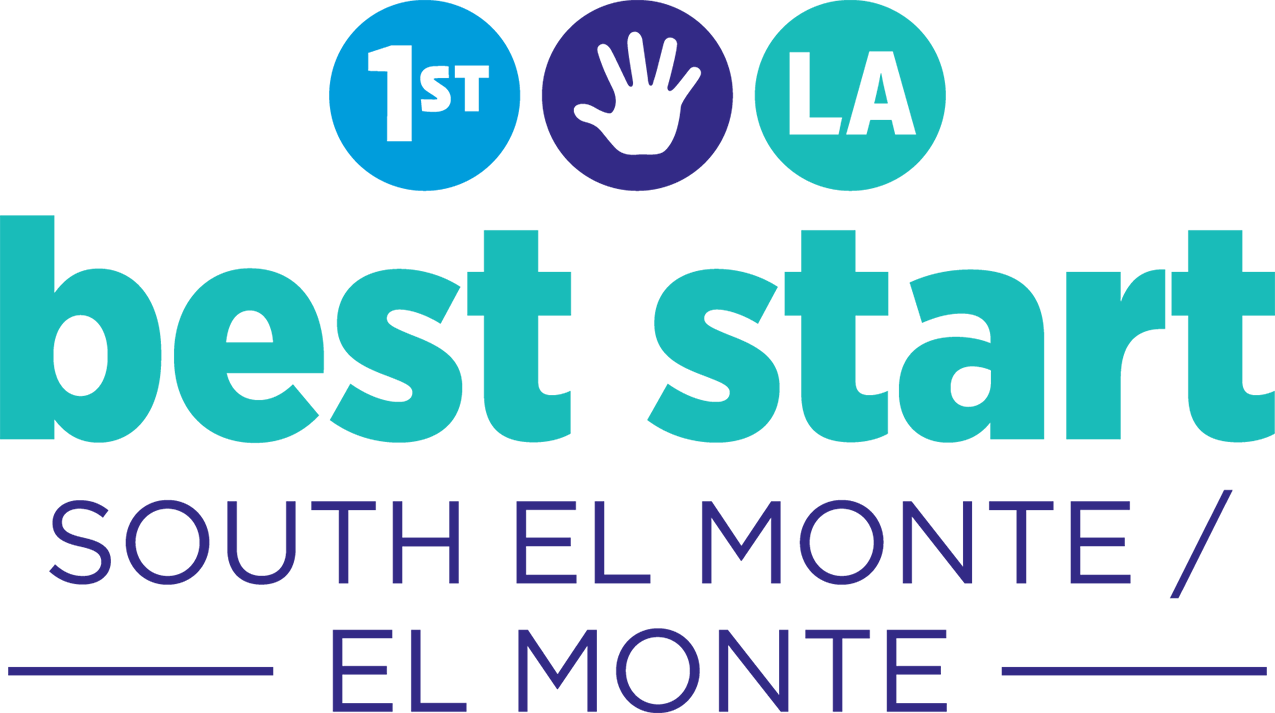 1ST LA
best start
SOUTH EL MONTE /
EL MONTE